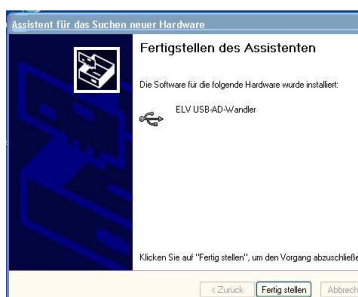 Assistent für das Suchen neuer Hardware
Fertigstellen des Assistenten
Die Software für die folgende Hardware wurde installiert:
ELV USB-AD-Wandler
Klicken Sie auf "Fertig stellen", um den Vorgang abzuschließe
< Zurück
Fertig stellen
Abbrech